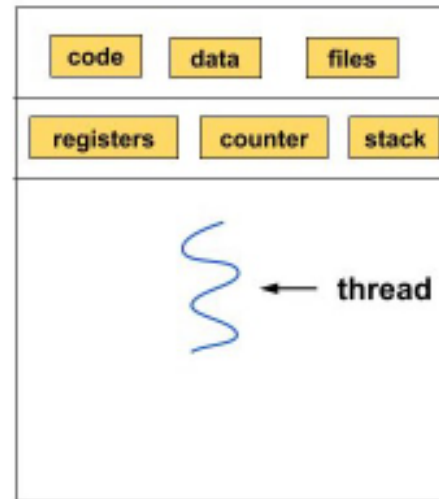 code data files
registers counter stack
thread